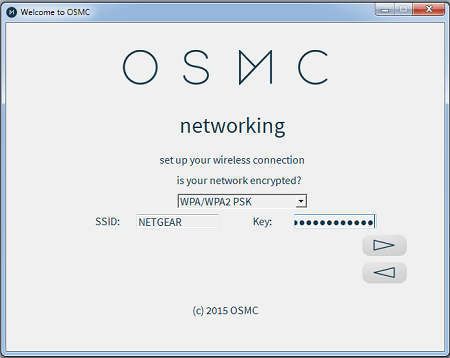 Welcome to OSMC
OSMC
networking
set up your wireless connection
is your network encrypted?
WPA/WPA2 PSK
SSID: NETGEAR Key: ●●●●●●●●●●●●
(c) 2015 OSMC